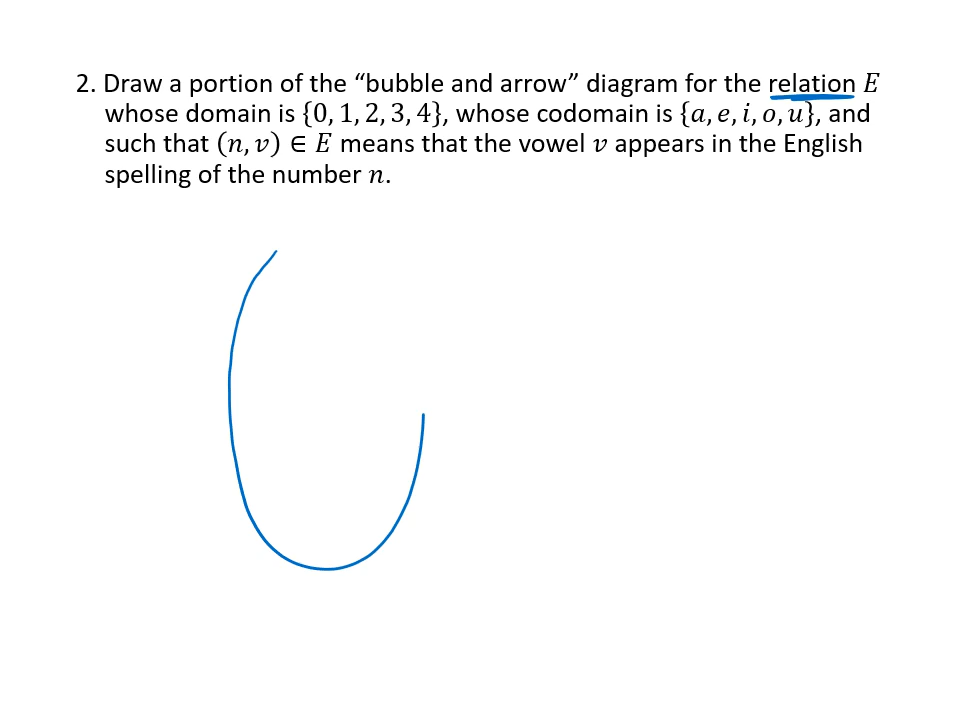 2. Draw a portion of the “bubble and arrow” diagram for the relation E
whose domain is {0, 1, 2, 3, 4}, whose codomain is {a, e, i, o, u}, and
such that (n, v) ∈ E means that the vowel v appears in the English
spelling of the number n.